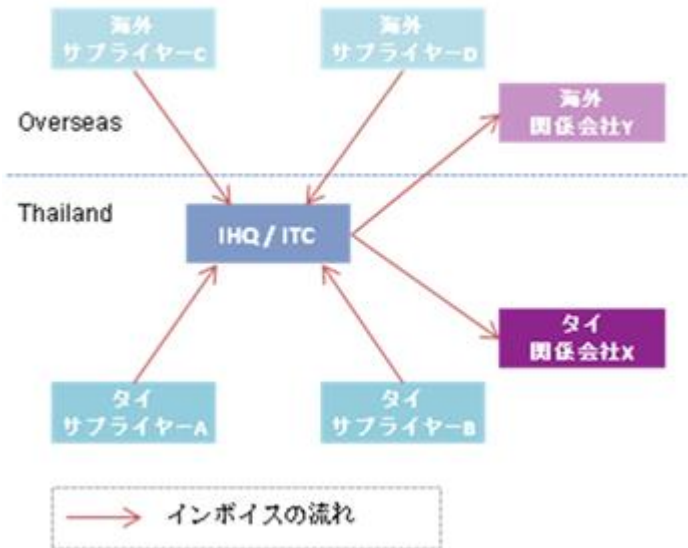 海外
サプライヤーC
海外
サプライヤーD
海外
関係会社Y
Overseas
Thailand
IHQ / ITC
タイ
関係会社X
タイ
サプライヤーA
タイ
サプライヤーB
インボイスの流れ